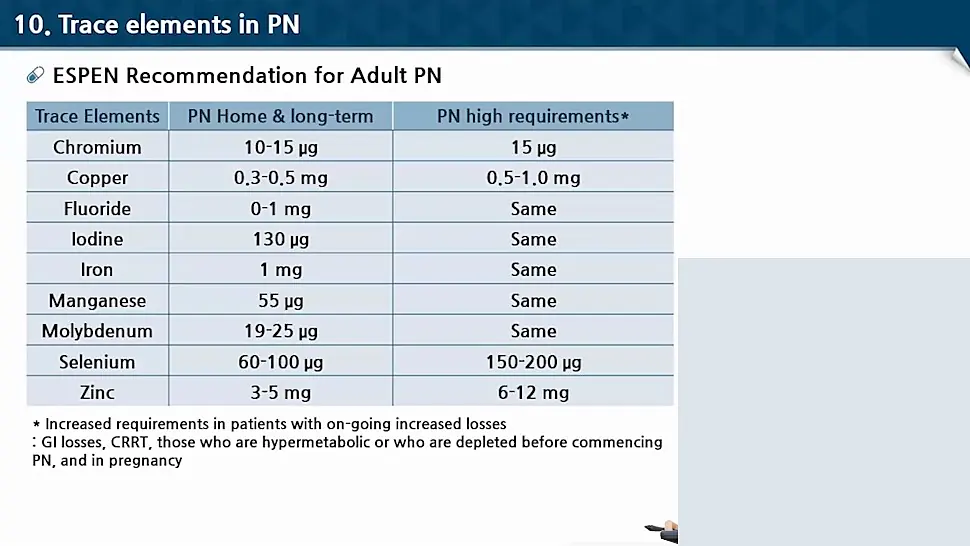 10. Trace elements in PN
ESPEN Recommendation for Adult PN
Trace Elements PN Home & long-term PN high requirements*
Chromium 10-15 μg 15 μg
Copper 0.3-0.5 mg 0.5-1.0 mg
Fluoride 0-1 mg Same
Iodine 130 μg Same
Iron 1 mg Same
Manganese 55 μg Same
Molybdenum 19-25 μg Same
Selenium 60-100 μg 150-200 μg
Zinc 3-5 mg 6-12 mg
* Increased requirements in patients with on-going increased losses
: GI losses, CRRT, those who are hypermetabolic or who are depleted before commencing
PN, and in pregnancy